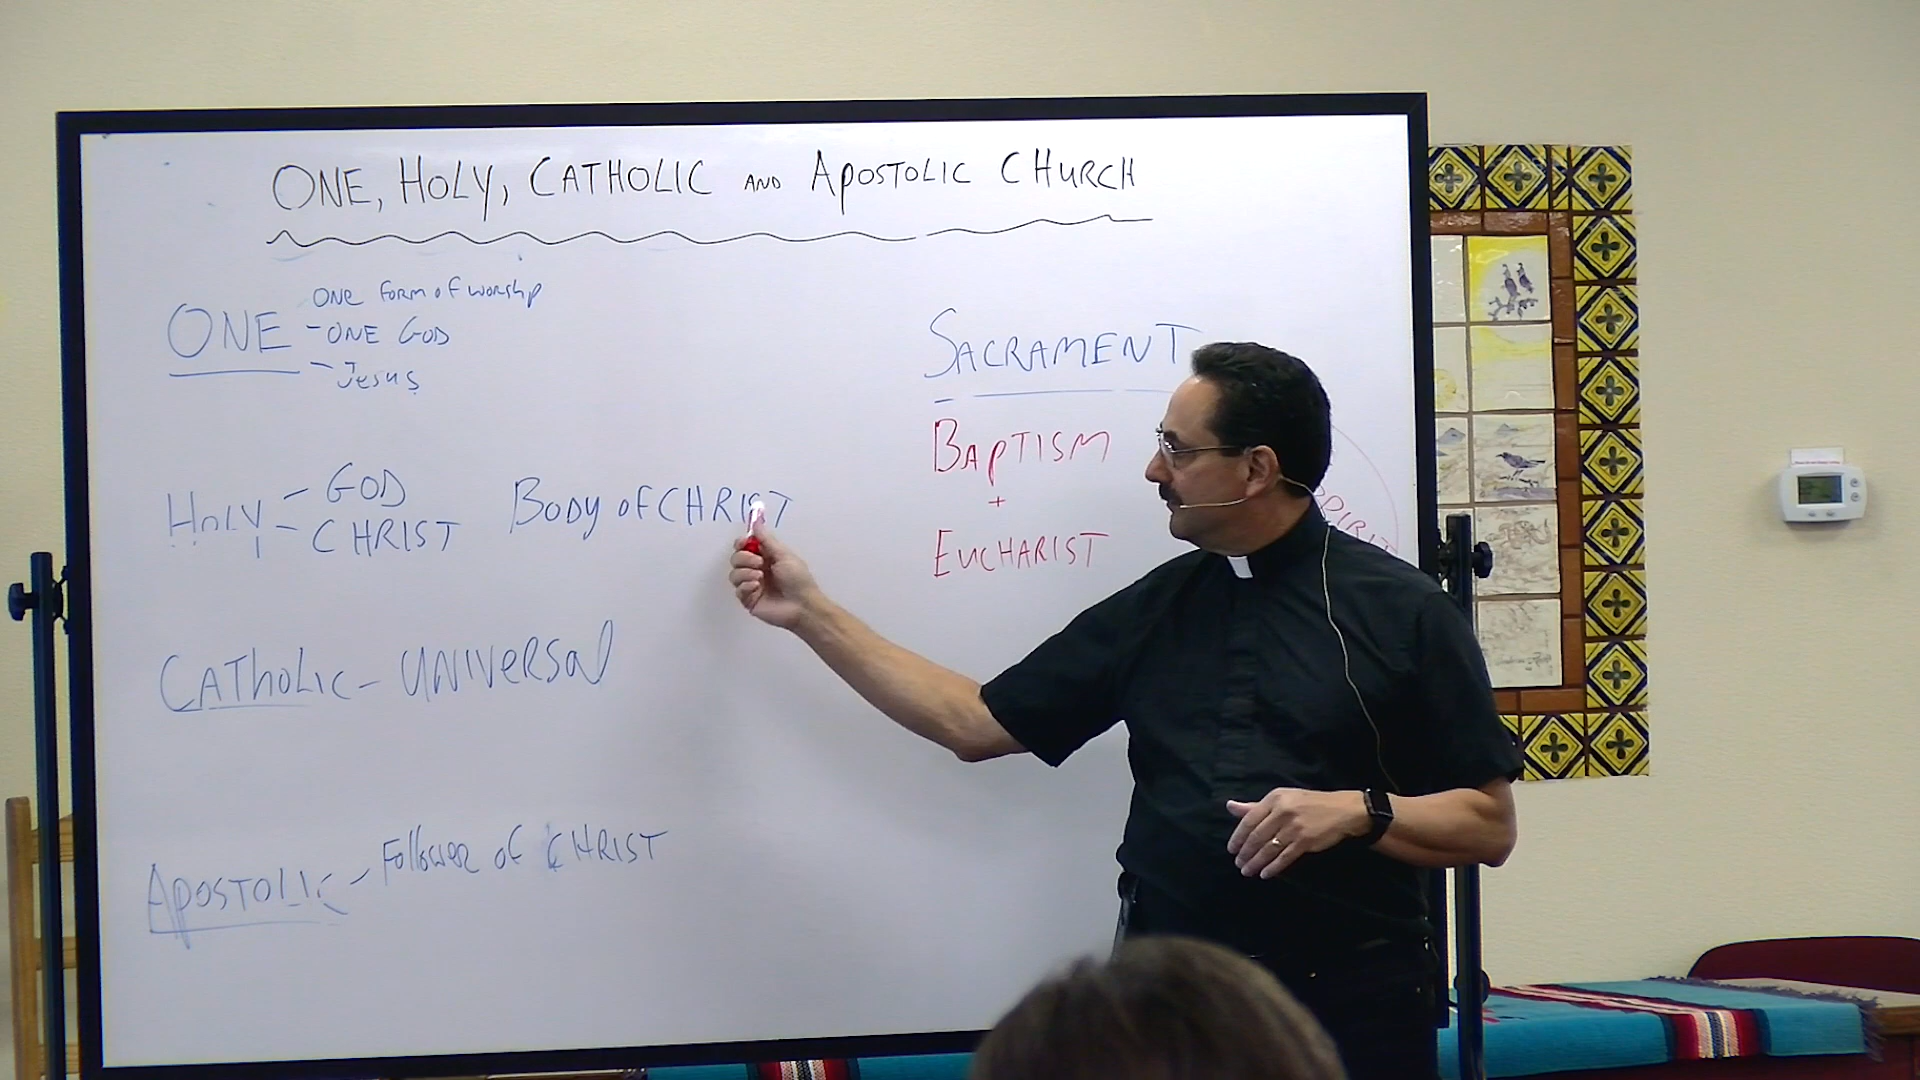 ONE, HOLY, CATHOLIC AND APOSTOLIC CHURCH
ONE
ONE form of worship
- ONE GOD
- Jesus
HOLY
- GOD
- CHRIST
BODY OF CHRIST
CATHOLIC - UNIVERSAL
APOSTOLIC - Follower of CHRIST
SACRAMENT
BAPTISM
+
EUCHARIST